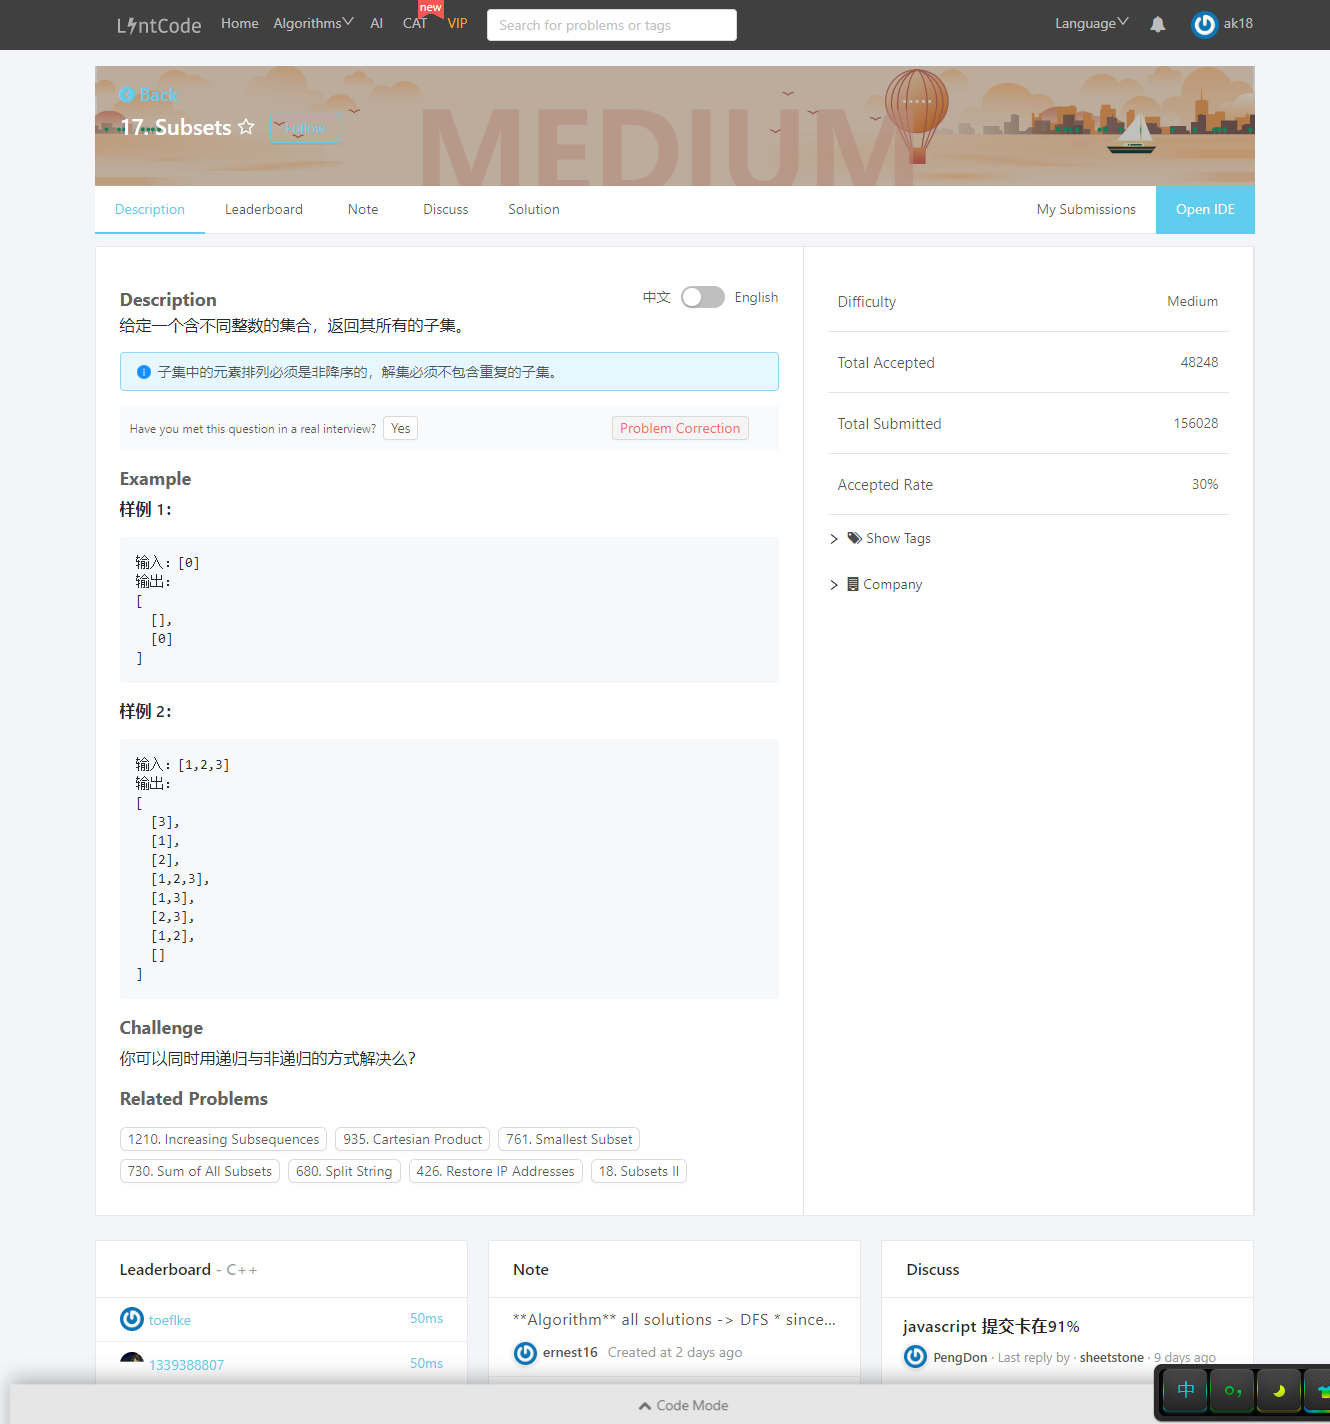 LintCode Home Algorithms AI CAT new VIP Search for problems or tags Language ak18
Back
17. Subsets Follow
MEDIUM
Description Leaderboard Note Discuss Solution My Submissions Open IDE
Description 中文 English
给定一个含不同整数的集合，返回其所有的子集。
子集中的元素排列必须是非降序的，解集必须不包含重复的子集。
Have you met this question in a real interview? Yes Problem Correction
Example
样例 1：
输入：[0]
输出：
[
  [],
  [0]
]
样例 2：
输入：[1,2,3]
输出：
[
  [3],
  [1],
  [2],
  [1,2,3],
  [1,3],
  [2,3],
  [1,2],
  []
]
Challenge
你可以同时用递归与非递归的方式解决么？
Related Problems
1210. Increasing Subsequences 935. Cartesian Product 761. Smallest Subset
730. Sum of All Subsets 680. Split String 426. Restore IP Addresses 18. Subsets II
Difficulty Medium
Total Accepted 48248
Total Submitted 156028
Accepted Rate 30%
Show Tags
Company
Leaderboard - C++
toeflke 50ms
1339388807 50ms
Note
**Algorithm** all solutions -> DFS * since...
ernest16 Created at 2 days ago
Discuss
javascript 提交卡在91%
PengDon · Last reply by · sheetstone · 9 days ago
Code Mode
中